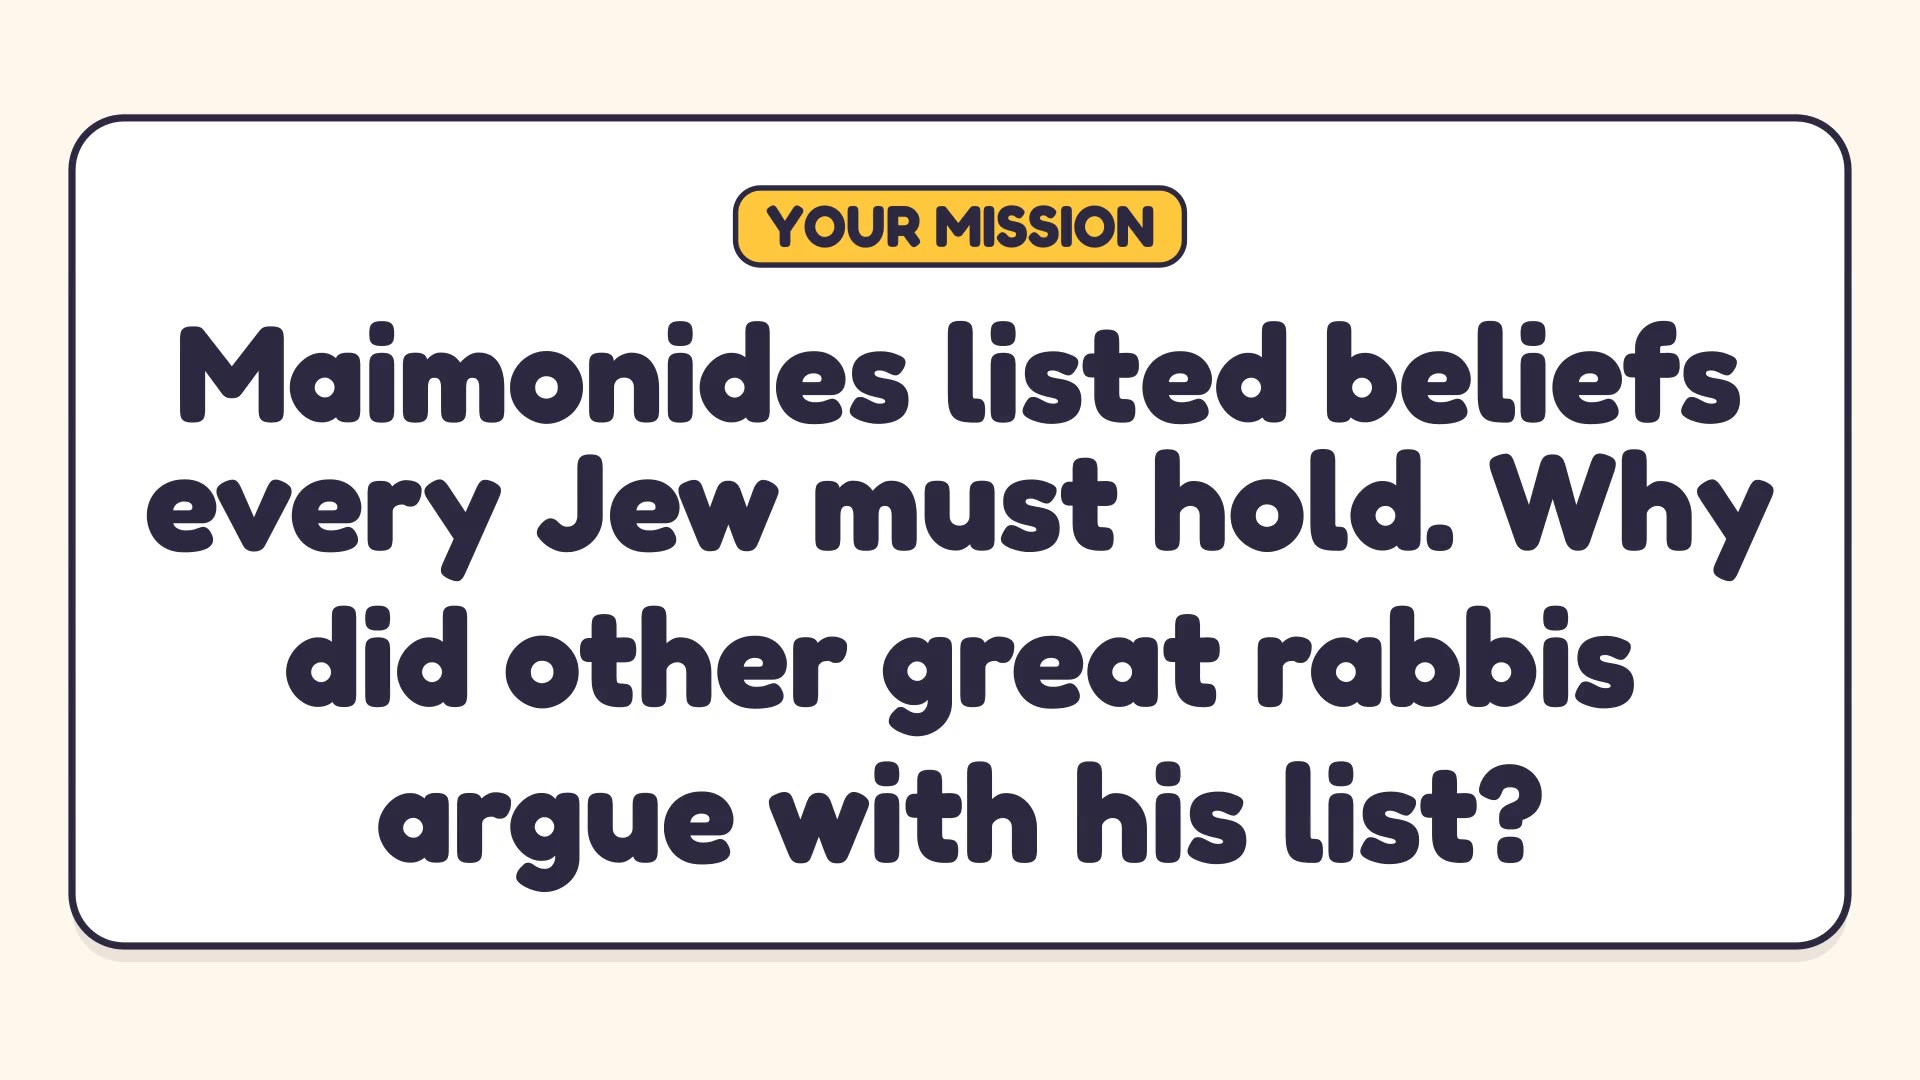 YOUR MISSION
Maimonides listed beliefs
every Jew must hold. Why
did other great rabbis
argue with his list?